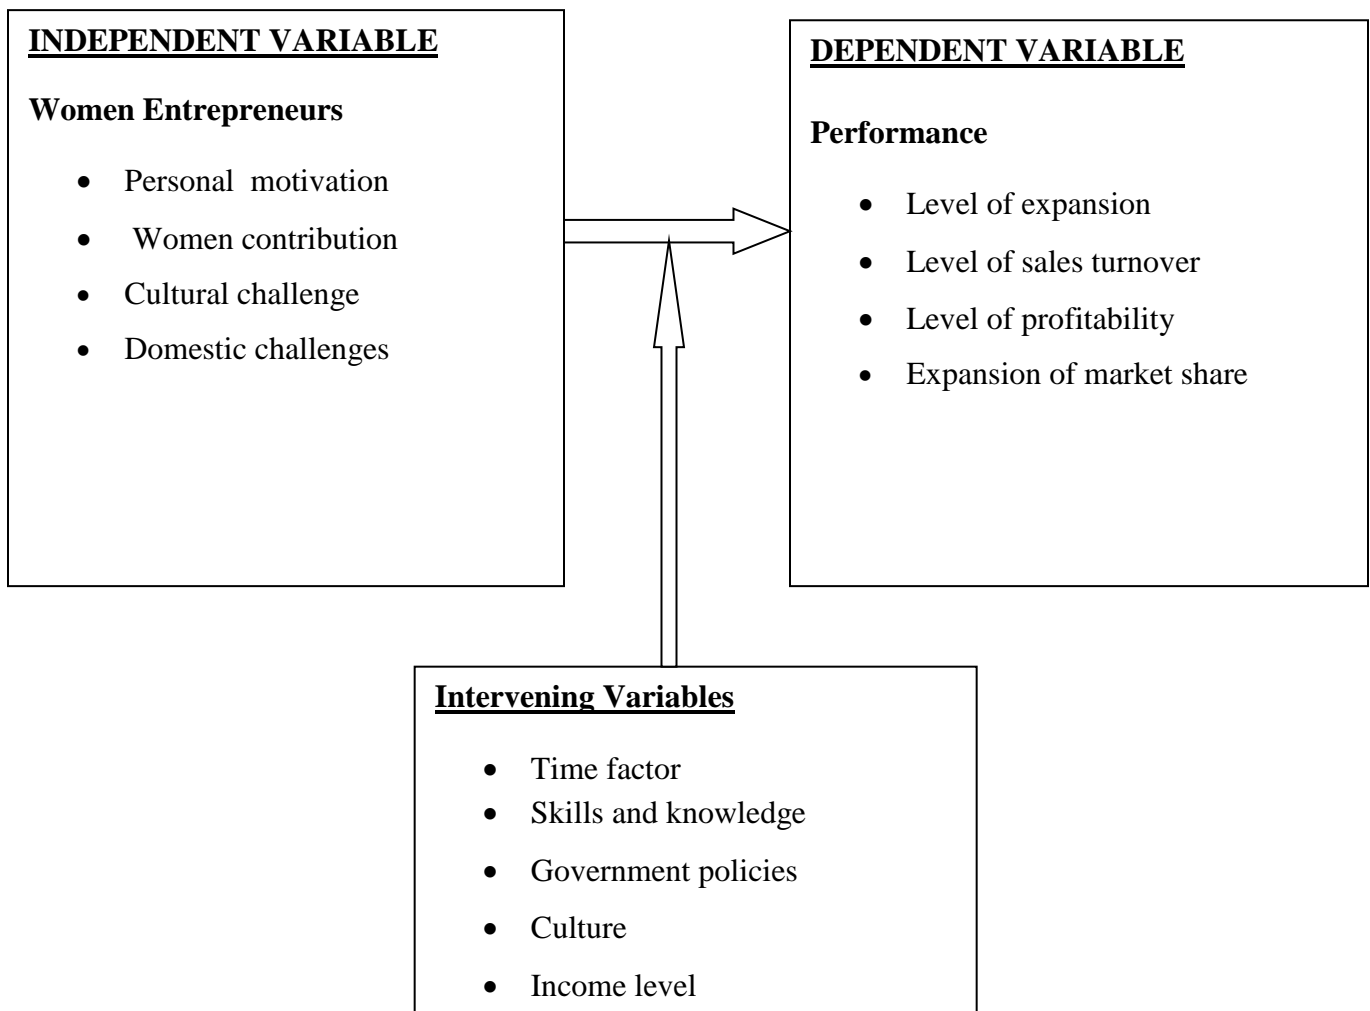 INDEPENDENT VARIABLE
Women Entrepreneurs
• Personal motivation
• Women contribution
• Cultural challenge
• Domestic challenges
DEPENDENT VARIABLE
Performance
• Level of expansion
• Level of sales turnover
• Level of profitability
• Expansion of market share
Intervening Variables
• Time factor
• Skills and knowledge
• Government policies
• Culture
• Income level